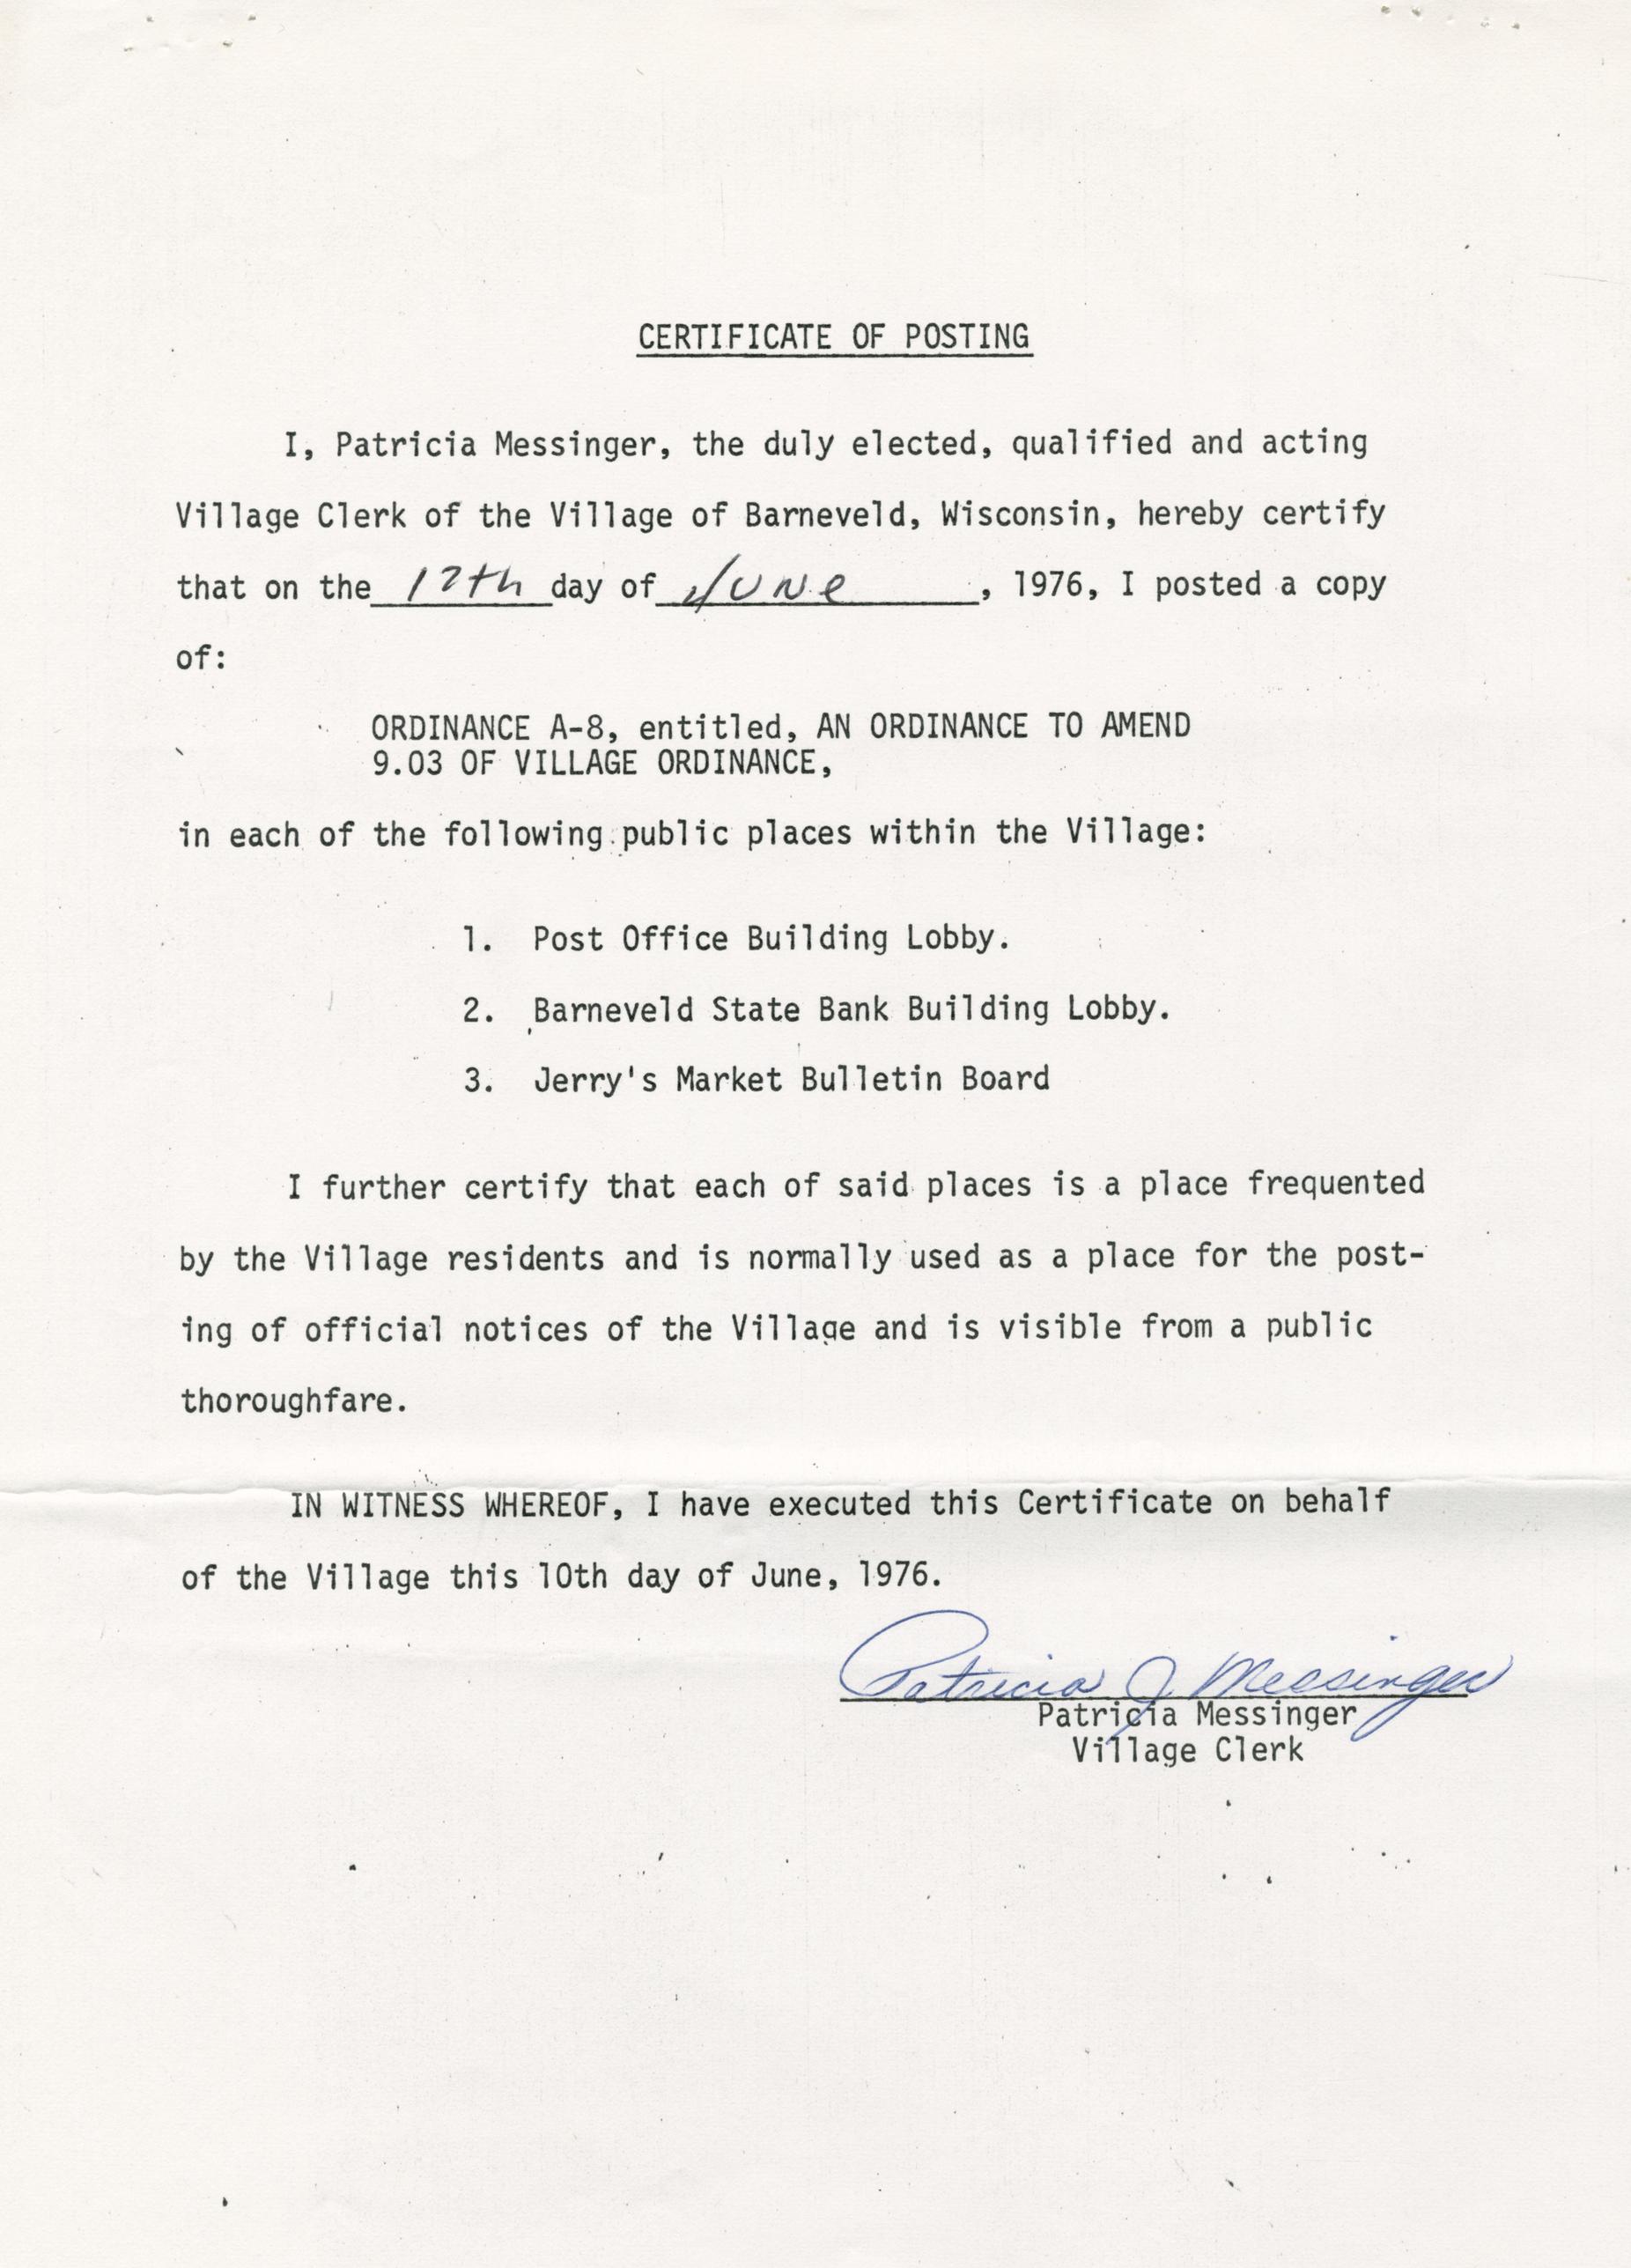 CERTIFICATE OF POSTING
I, Patricia Messinger, the duly elected, qualified and acting
Village Clerk of the Village of Barneveld, Wisconsin, hereby certify
that on the 12th day of June, 1976, I posted a copy
of:
ORDINANCE A-8, entitled, AN ORDINANCE TO AMEND
9.03 OF VILLAGE ORDINANCE,
in each of the following public places within the Village:
1. Post Office Building Lobby.
2. Barneveld State Bank Building Lobby.
3. Jerry's Market Bulletin Board
I further certify that each of said places is a place frequented
by the Village residents and is normally used as a place for the post-
ing of official notices of the Village and is visible from a public
thoroughfare.
IN WITNESS WHEREOF, I have executed this Certificate on behalf
of the Village this 10th day of June, 1976.
Patricia J Messinger
Patricia Messinger
Village Clerk